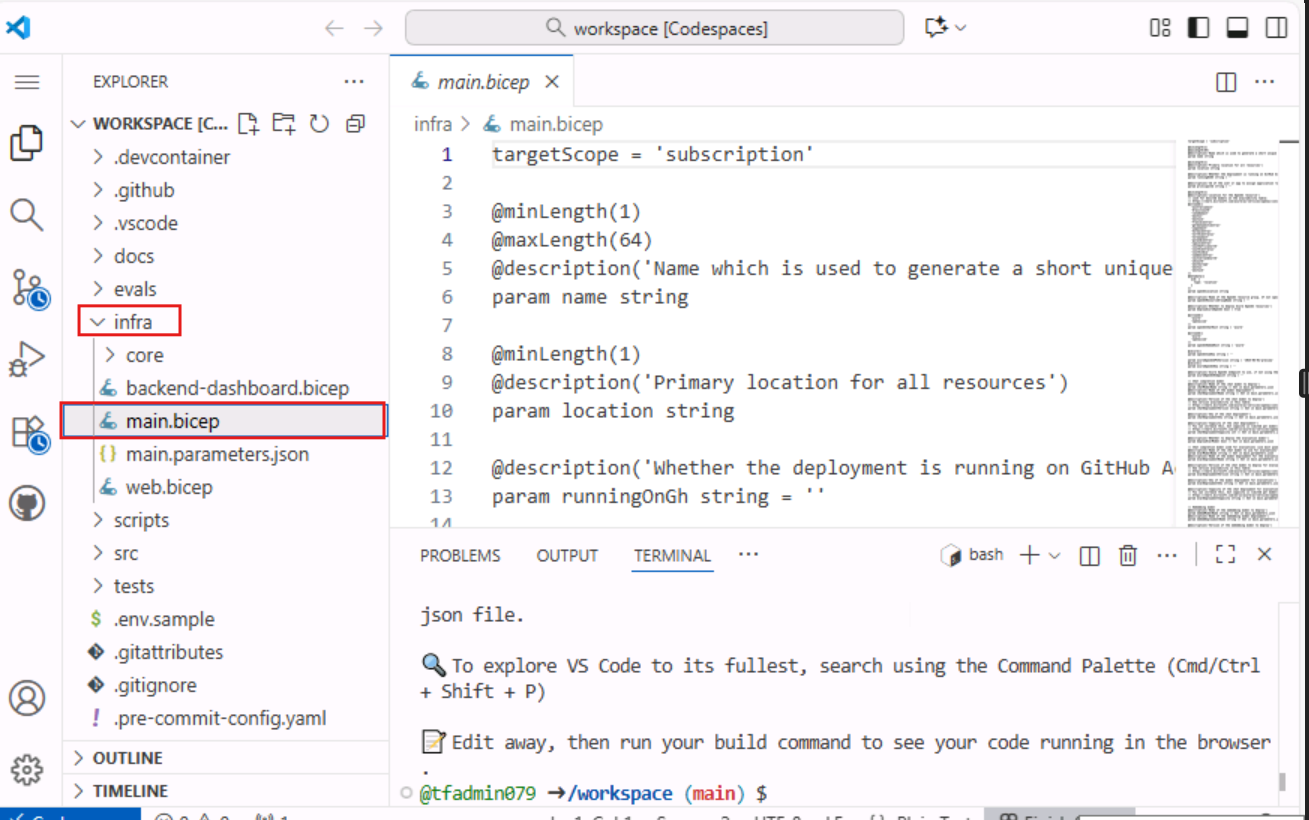 workspace [Codespaces]
EXPLORER
WORKSPACE [C...
.devcontainer
.github
.vscode
docs
evals
infra
core
backend-dashboard.bicep
main.bicep
main.parameters.json
web.bicep
scripts
src
tests
.env.sample
.gitattributes
.gitignore
.pre-commit-config.yaml
OUTLINE
TIMELINE
main.bicep
infra > main.bicep
1 targetScope = 'subscription'
2
3 @minLength(1)
4 @maxLength(64)
5 @description('Name which is used to generate a short unique
6 param name string
7
8 @minLength(1)
9 @description('Primary location for all resources')
10 param location string
11
12 @description('Whether the deployment is running on GitHub A
13 param runningOnGh string = ''
14
PROBLEMS OUTPUT TERMINAL ...
bash
json file.
To explore VS Code to its fullest, search using the Command Palette (Cmd/Ctrl
+ Shift + P)
Edit away, then run your build command to see your code running in the browser
.
@tfadmin079 →/workspace (main) $